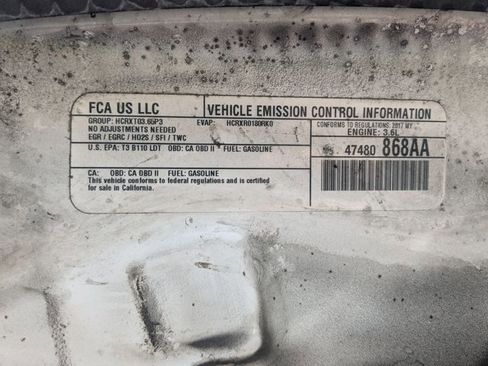 FCA US LLC
VEHICLE EMISSION CONTROL INFORMATION
GROUP: HCRXT03.65P3
EVAP: HCRXR0180RK0
CONFORMS TO REGULATIONS: 2017 MY
NO ADJUSTMENTS NEEDED
ENGINE: 3.6L
EGR / EGRC / HO2S / SFI / TWC
U.S. EPA: T3 B110 LDT OBD: CA OBD II FUEL: GASOLINE
47480 868AA
CA: OBD: CA OBD II FUEL: GASOLINE
This vehicle conforms to federal regulations and is certified
for sale in California.